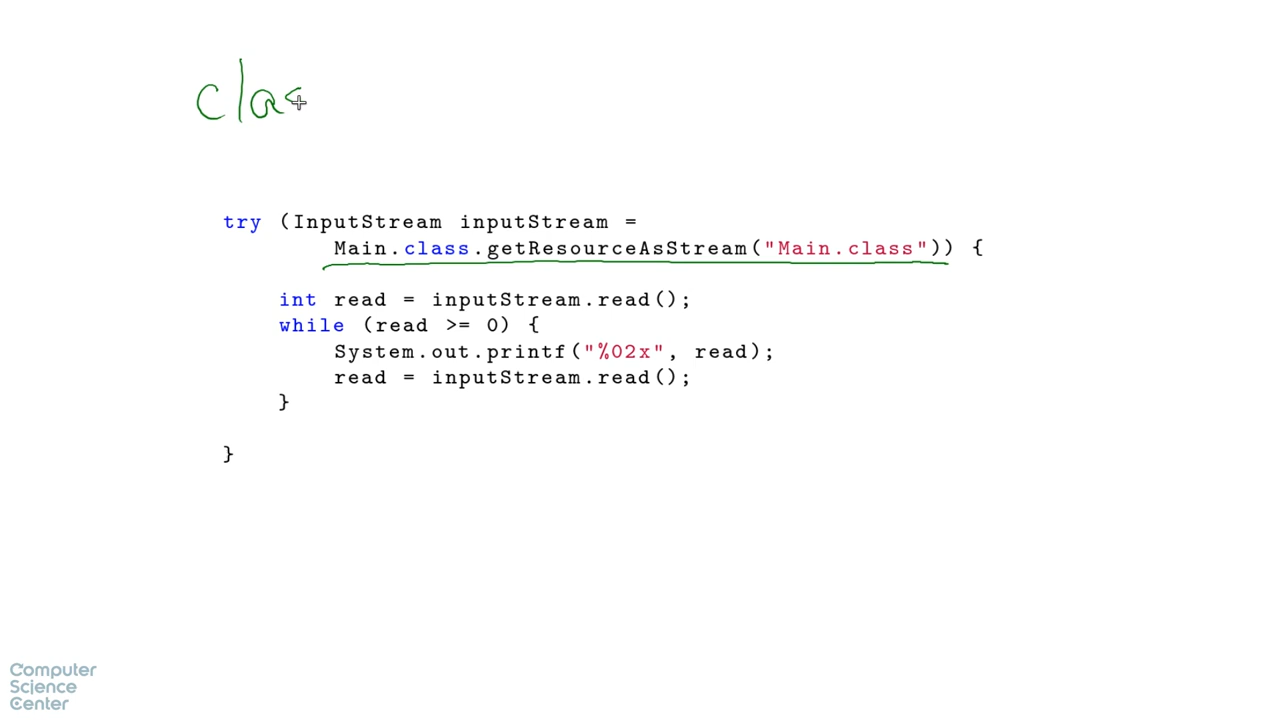 clas
try (InputStream inputStream =
Main.class.getResourceAsStream("Main.class")) {
int read = inputStream.read();
while (read >= 0) {
System.out.printf("%02x", read);
read = inputStream.read();
}
}
Computer
Science
Center